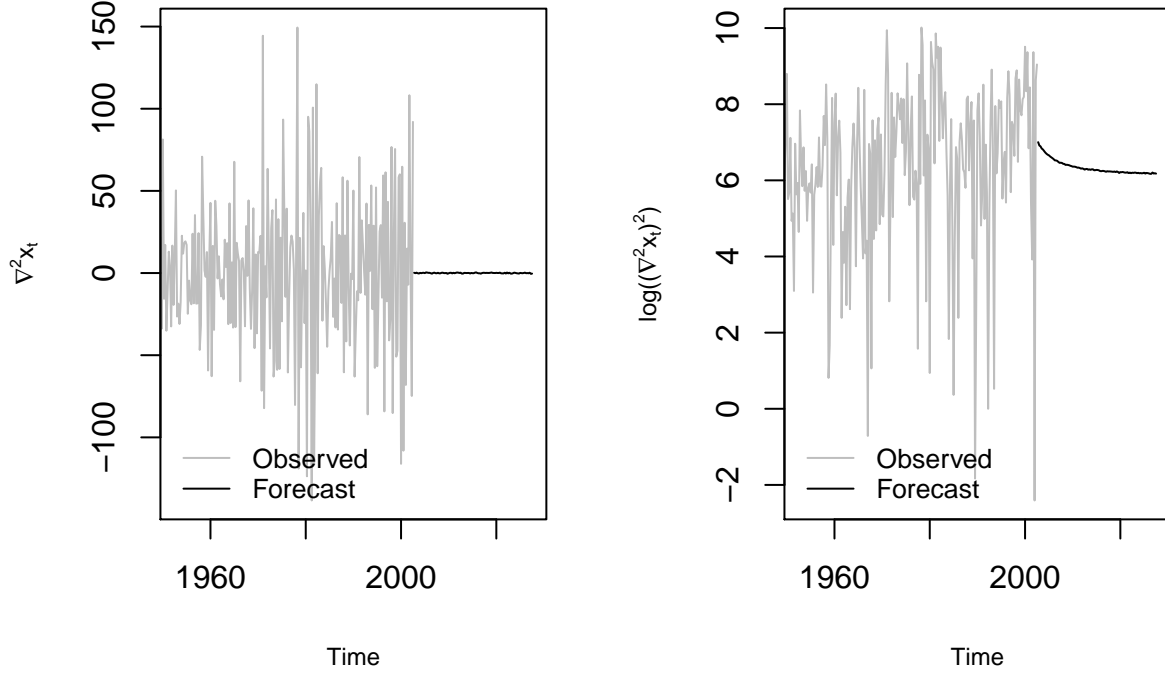 150
100
50
0
−100
∇²xₜ
Observed
Forecast
1960
2000
Time
10
8
6
4
2
0
−2
log((∇²xₜ)²)
Observed
Forecast
1960
2000
Time